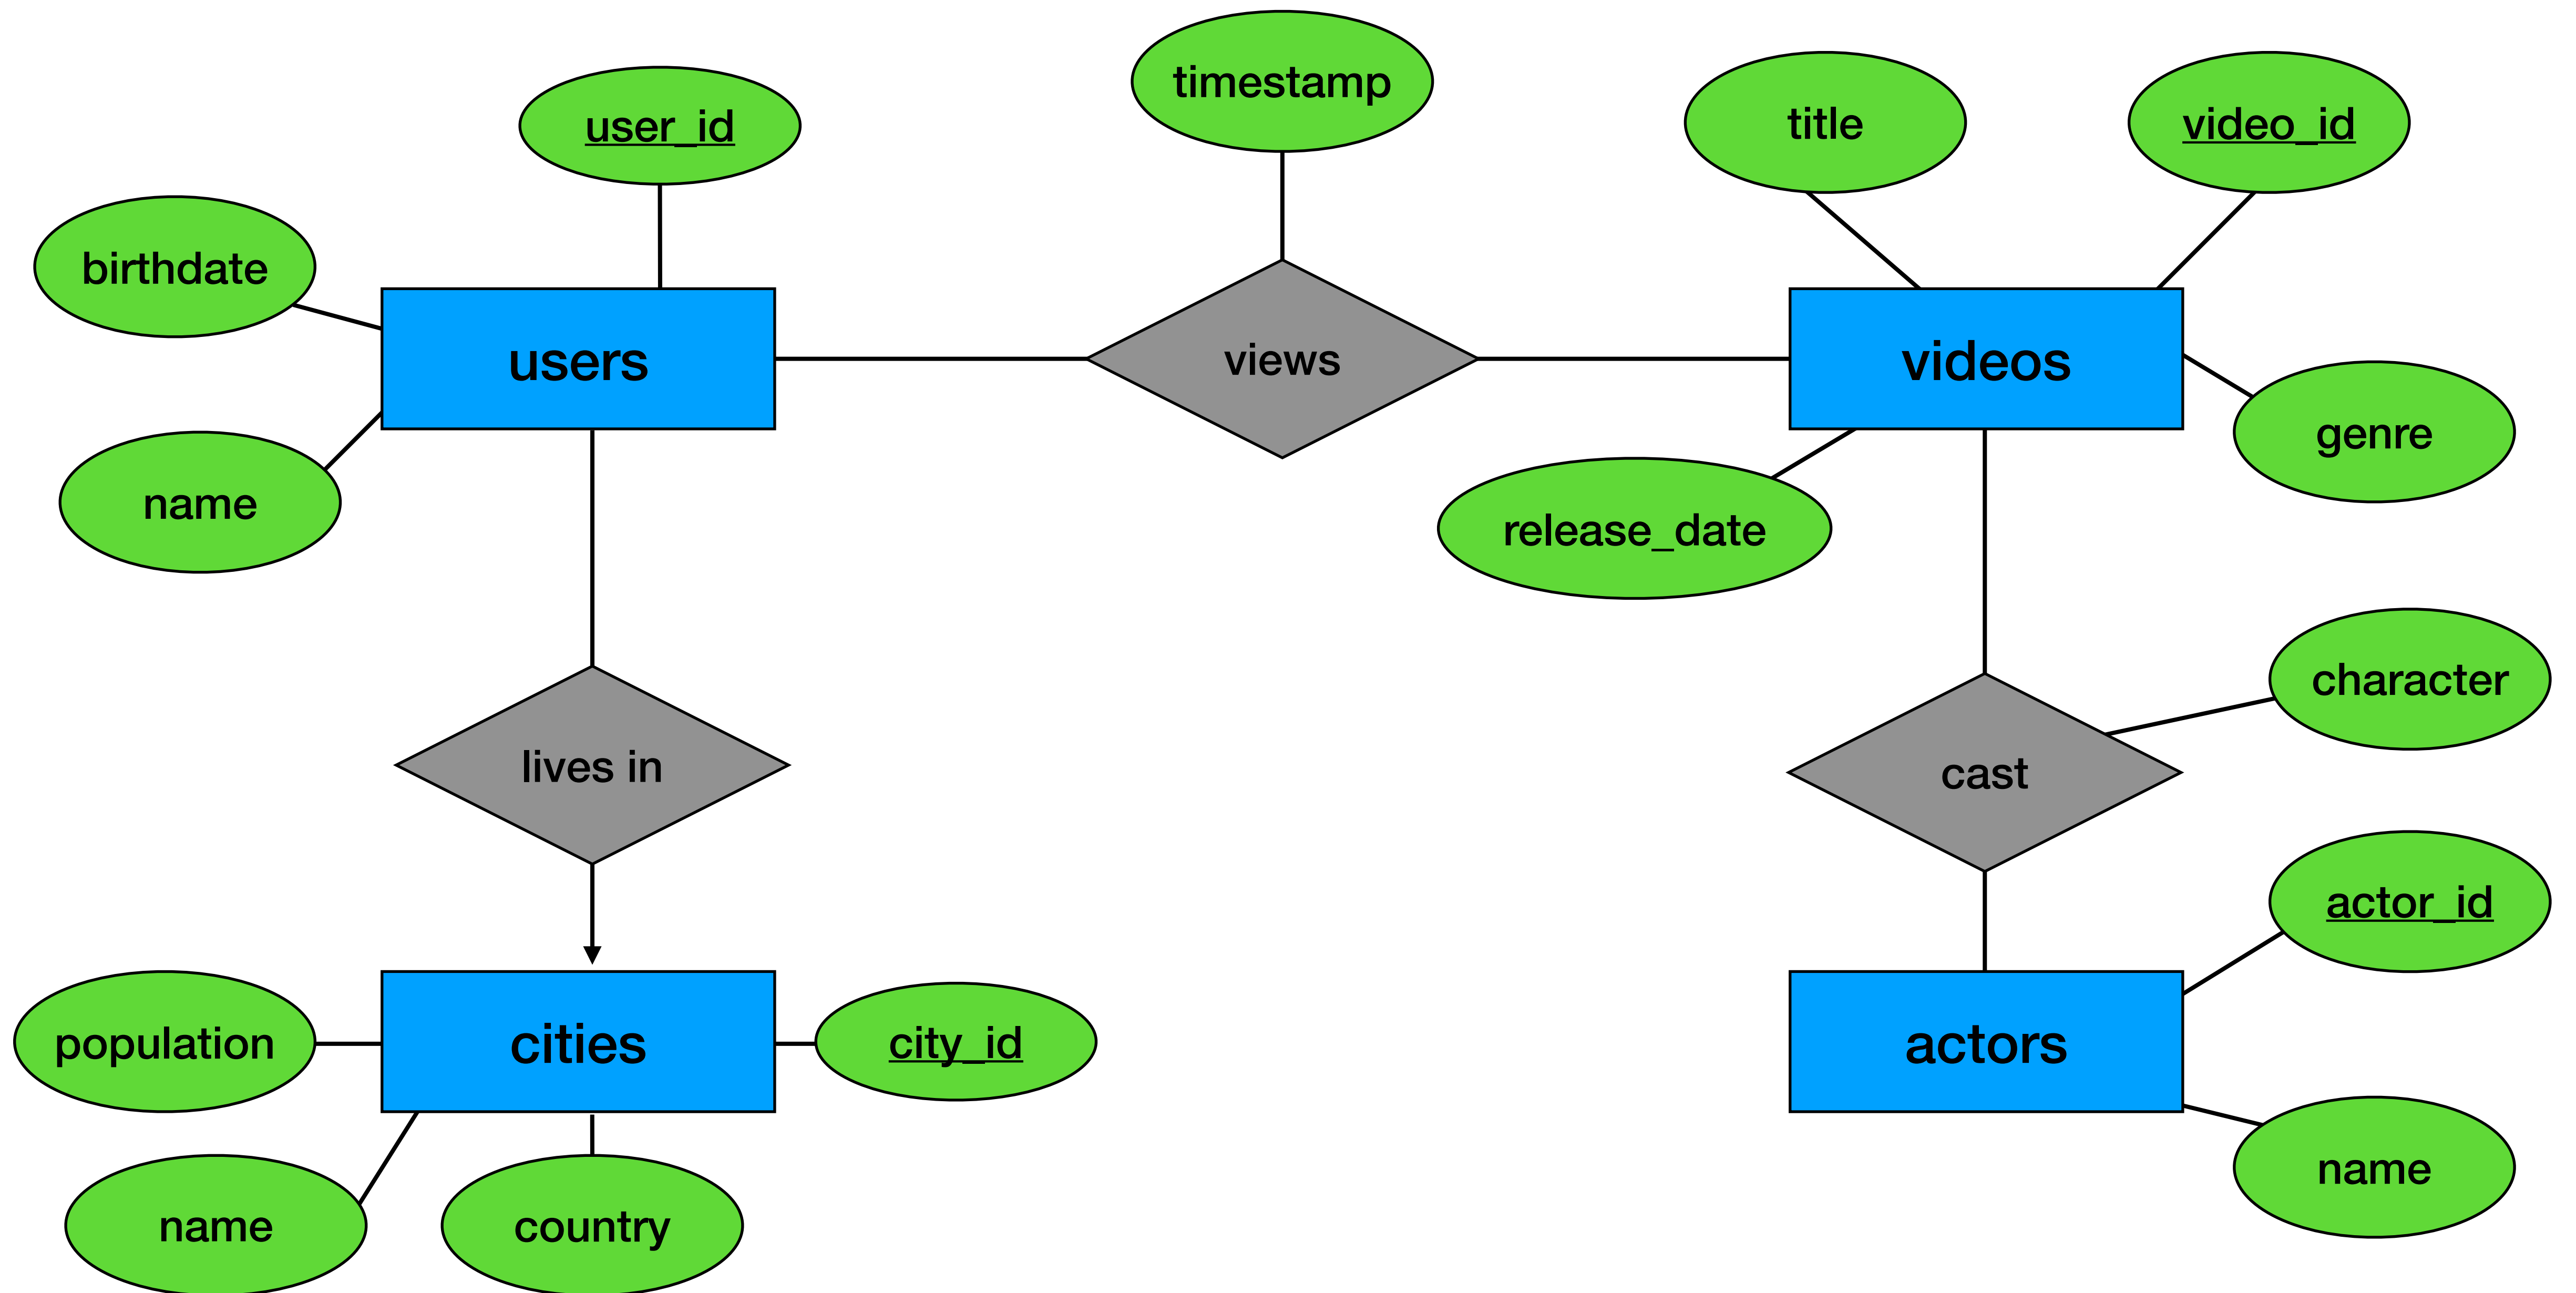 timestamp
title
video_id
user_id
birthdate
users
views
videos
genre
name
release_date
character
lives in
cast
actor_id
population
cities
city_id
actors
name
country
name